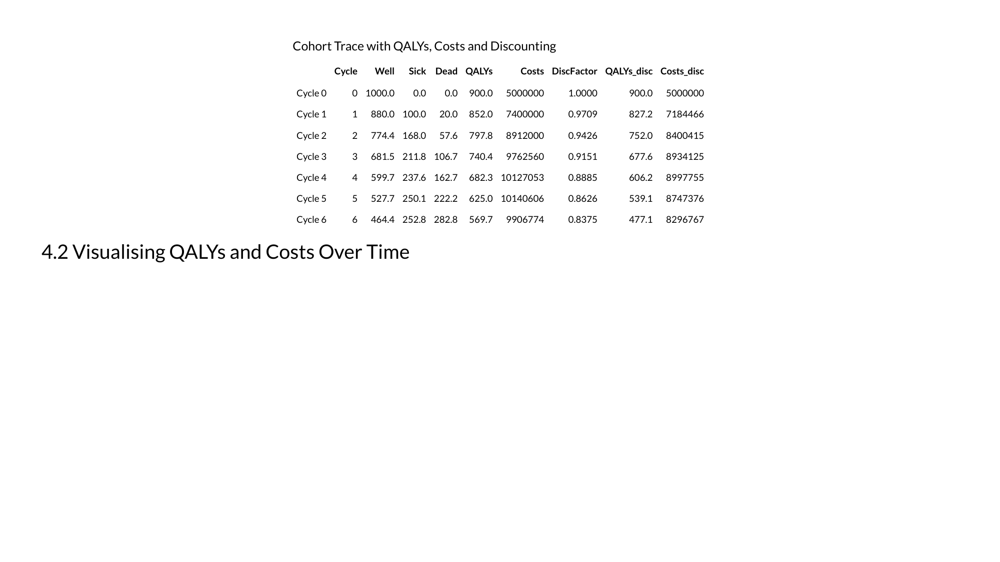 Cohort Trace with QALYs, Costs and Discounting
Cycle Well Sick Dead QALYs Costs DiscFactor QALYs_disc Costs_disc
Cycle 0 0 1000.0 0.0 0.0 900.0 5000000 1.0000 900.0 5000000
Cycle 1 1 880.0 100.0 20.0 852.0 7400000 0.9709 827.2 7184466
Cycle 2 2 774.4 168.0 57.6 797.8 8912000 0.9426 752.0 8400415
Cycle 3 3 681.5 211.8 106.7 740.4 9762560 0.9151 677.6 8934125
Cycle 4 4 599.7 237.6 162.7 682.3 10127053 0.8885 606.2 8997755
Cycle 5 5 527.7 250.1 222.2 625.0 10140606 0.8626 539.1 8747376
Cycle 6 6 464.4 252.8 282.8 569.7 9906774 0.8375 477.1 8296767
4.2 Visualising QALYs and Costs Over Time